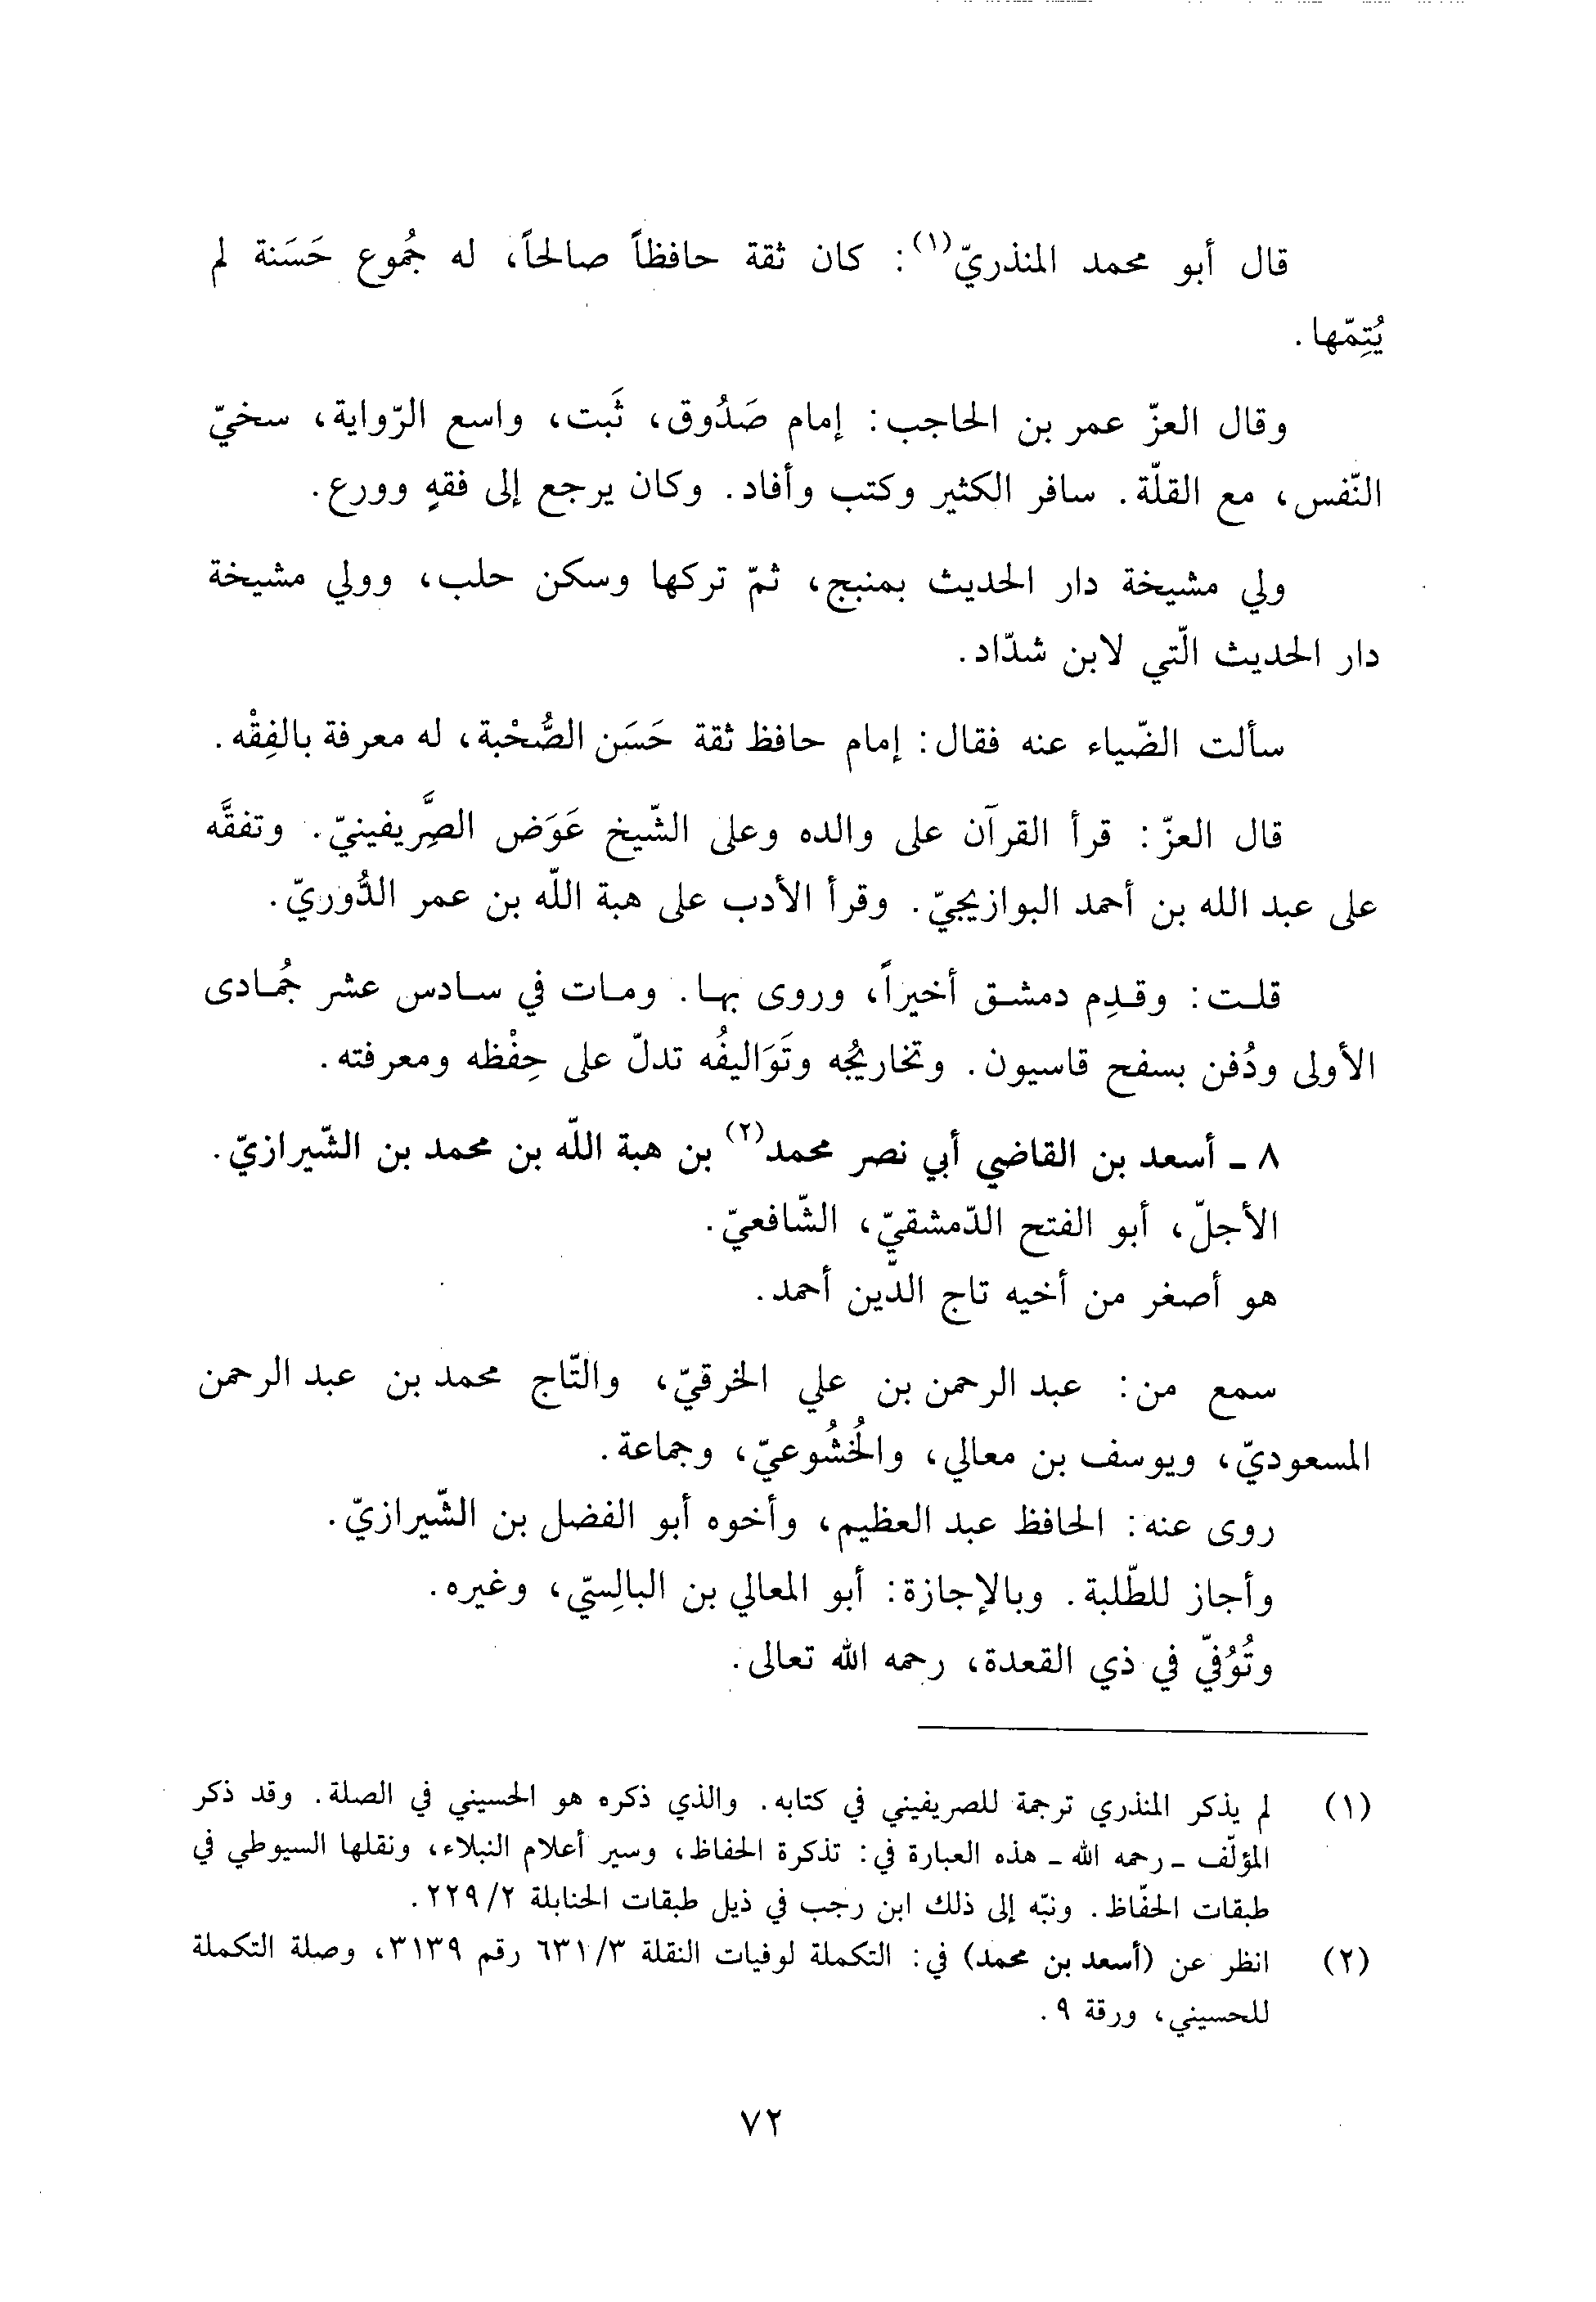 قال أبو محمد المنذريّ(١): كان ثقة حافظاً صالحاً، له جُموع حَسَنة لم
يُتِمّها.
وقال العزّ عمر بن الحاجب: إمام صَدُوق، ثَبت، واسع الرّواية، سخيّ
النّفس، مع القلّة. سافر الكثير وكتب وأفاد. وكان يرجع إلى فقهٍ وورع.
ولي مشيخة دار الحديث بمنبج، ثمّ تركها وسكن حلب، وولي مشيخة
دار الحديث الّتي لابن شدّاد.
سألت الضّياء عنه فقال: إمام حافظ ثقة حَسَن الصُّحْبة، له معرفة بالفِقْه.
قال العزّ: قرأ القرآن على والده وعلى الشّيخ عَوَض الصَّرِيفينيّ. وتفقَّه
على عبد الله بن أحمد البوازيجيّ. وقرأ الأدب على هبة اللّه بن عمر الدُّوريّ.
قلت: وقدِم دمشق أخيراً، وروى بها. ومات في سادس عشر جُمادى
الأولى ودُفن بسفح قاسيون. وتخاريجُه وتَوَاليفُه تدلّ على حِفْظه ومعرفته.
٨ ـ أسعد بن القاضي أبي نصر محمد(٢) بن هبة اللّه بن محمد بن الشّيرازيّ.
الأجلّ، أبو الفتح الدّمشقيّ، الشّافعيّ.
هو أصغر من أخيه تاج الدّين أحمد.
سمع من: عبد الرحمن بن علي الخرقيّ، والتّاج محمد بن عبد الرحمن
المسعوديّ، ويوسف بن معالي، والخُشُوعيّ، وجماعة.
روى عنه: الحافظ عبد العظيم، وأخوه أبو الفضل بن الشّيرازيّ.
وأجاز للطّلبة. وبالإجازة: أبو المعالي بن البالِسيّ، وغيره.
وتُوُفيّ في ذي القعدة، رحمه الله تعالى.
(١) لم يذكر المنذري ترجمة للصريفيني في كتابه. والذي ذكره هو الحسيني في الصلة. وقد ذكر
المؤلّف ـ رحمه الله ـ هذه العبارة في: تذكرة الحفاظ، وسير أعلام النبلاء، ونقلها السيوطي في
طبقات الحفّاظ. ونبّه إلى ذلك ابن رجب في ذيل طبقات الحنابلة ٢/ ٢٢٩.
(٢) انظر عن (أسعد بن محمد) في: التكملة لوفيات النقلة ٣/ ٦٣١ رقم ٣١٣٩، وصلة التكملة
للحسيني، ورقة ٩.
٧٢